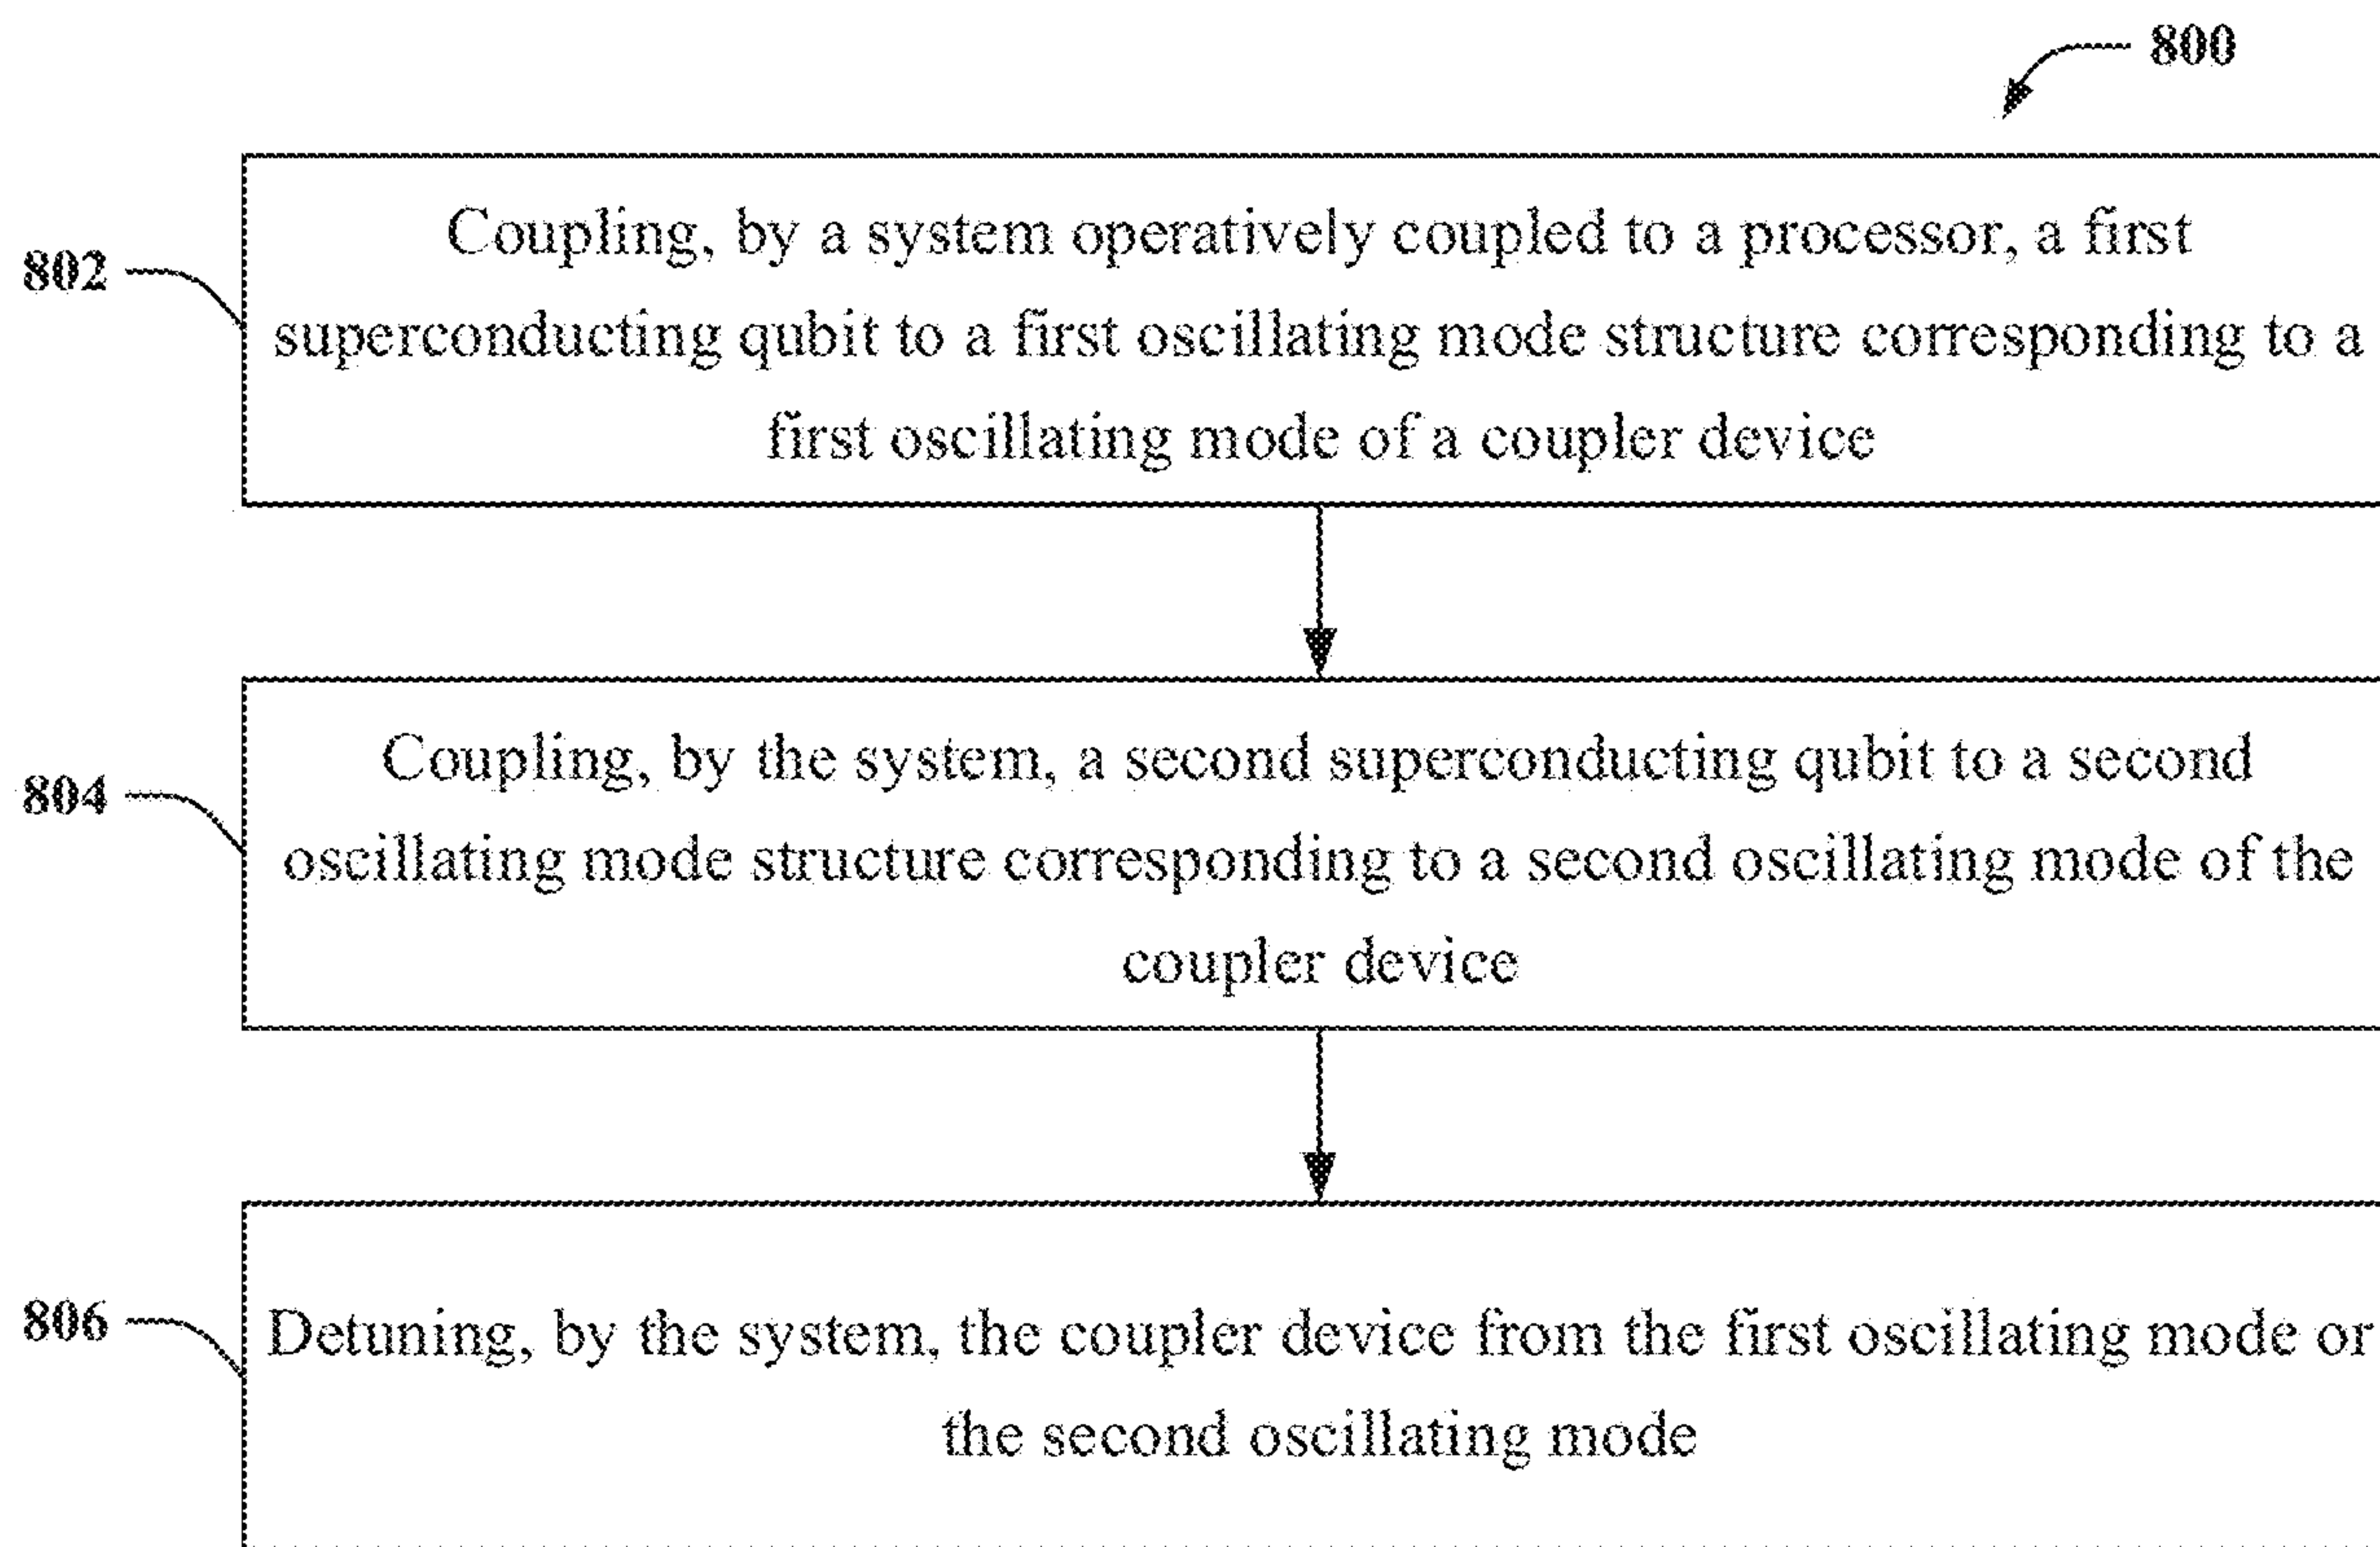 800
802
Coupling, by a system operatively coupled to a processor, a first
superconducting qubit to a first oscillating mode structure corresponding to a
first oscillating mode of a coupler device
804
Coupling, by the system, a second superconducting qubit to a second
oscillating mode structure corresponding to a second oscillating mode of the
coupler device
806
Detuning, by the system, the coupler device from the first oscillating mode or
the second oscillating mode